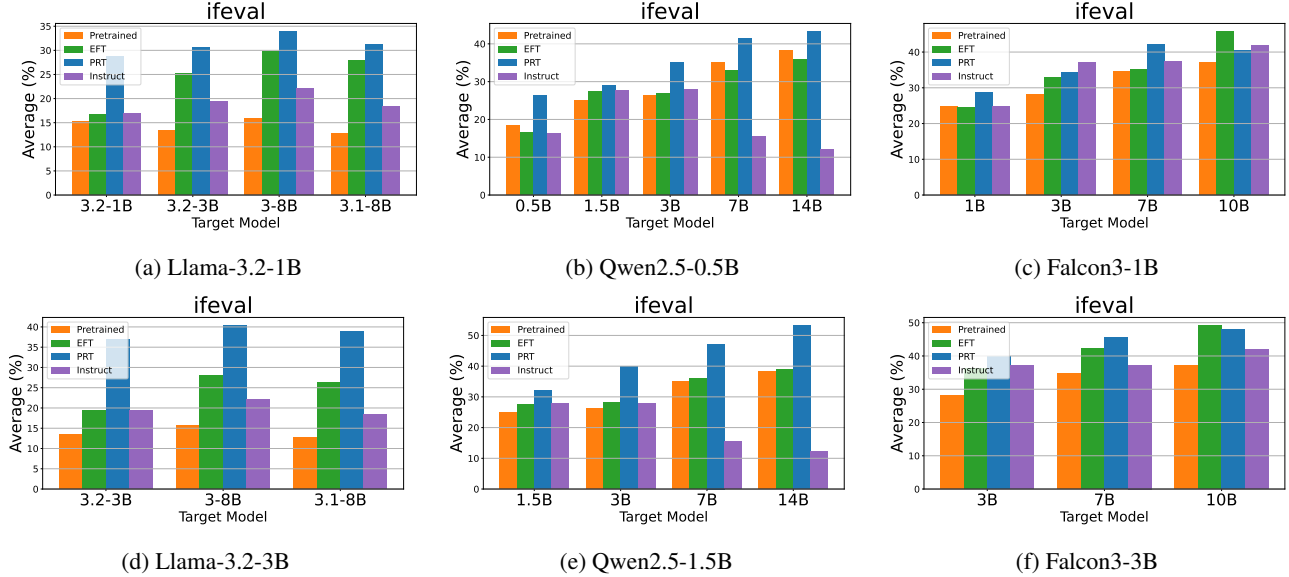 ifeval
35
30
25
20
15
10
5
0
Average (%)
Pretrained
EFT
PRT
Instruct
3.2-1B 3.2-3B 3-8B 3.1-8B
Target Model
(a) Llama-3.2-1B
ifeval
40
30
20
10
0
Average (%)
Pretrained
EFT
PRT
Instruct
0.5B 1.5B 3B 7B 14B
Target Model
(b) Qwen2.5-0.5B
ifeval
40
30
20
10
0
Average (%)
Pretrained
EFT
PRT
Instruct
1B 3B 7B 10B
Target Model
(c) Falcon3-1B
ifeval
40
35
30
25
20
15
10
5
0
Average (%)
Pretrained
EFT
PRT
Instruct
3.2-3B 3-8B 3.1-8B
Target Model
(d) Llama-3.2-3B
ifeval
50
40
30
20
10
0
Average (%)
Pretrained
EFT
PRT
Instruct
1.5B 3B 7B 14B
Target Model
(e) Qwen2.5-1.5B
ifeval
50
40
30
20
10
0
Average (%)
Pretrained
EFT
PRT
Instruct
3B 7B 10B
Target Model
(f) Falcon3-3B